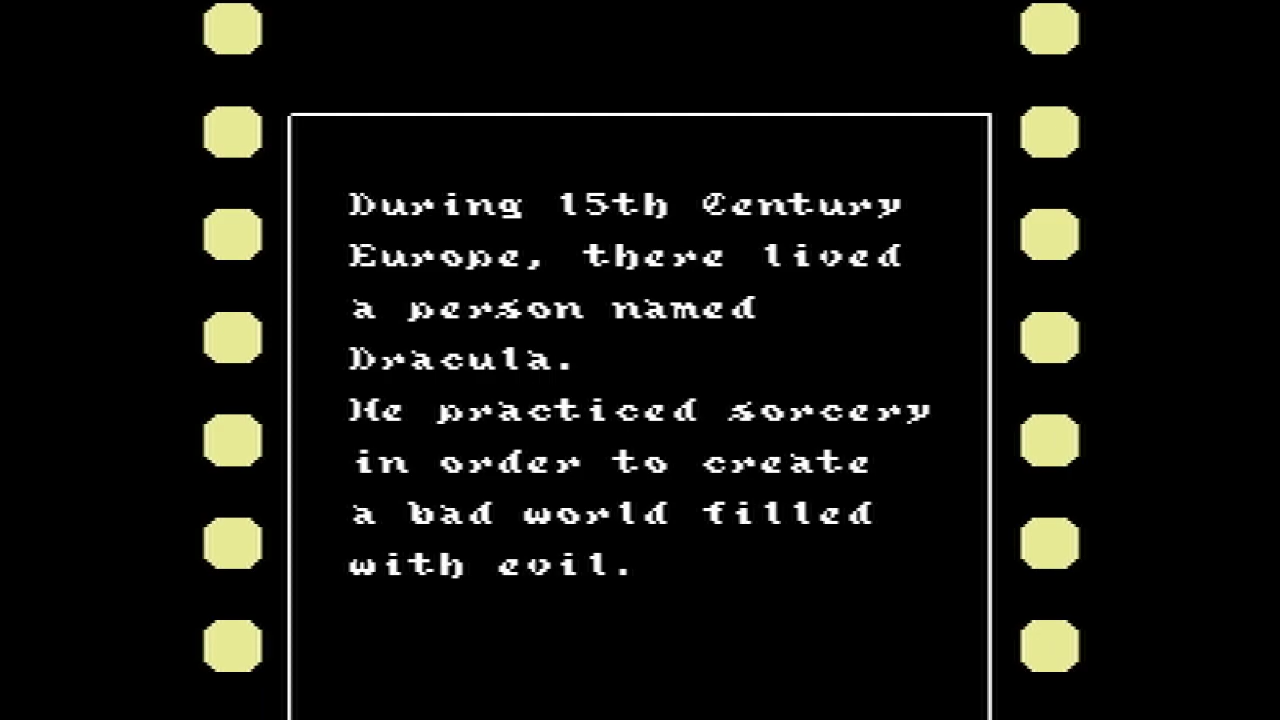 During 15th Century
Europe, there lived
a person named
Dracula.
He practiced sorcery
in order to create
a bad world filled
with evil.